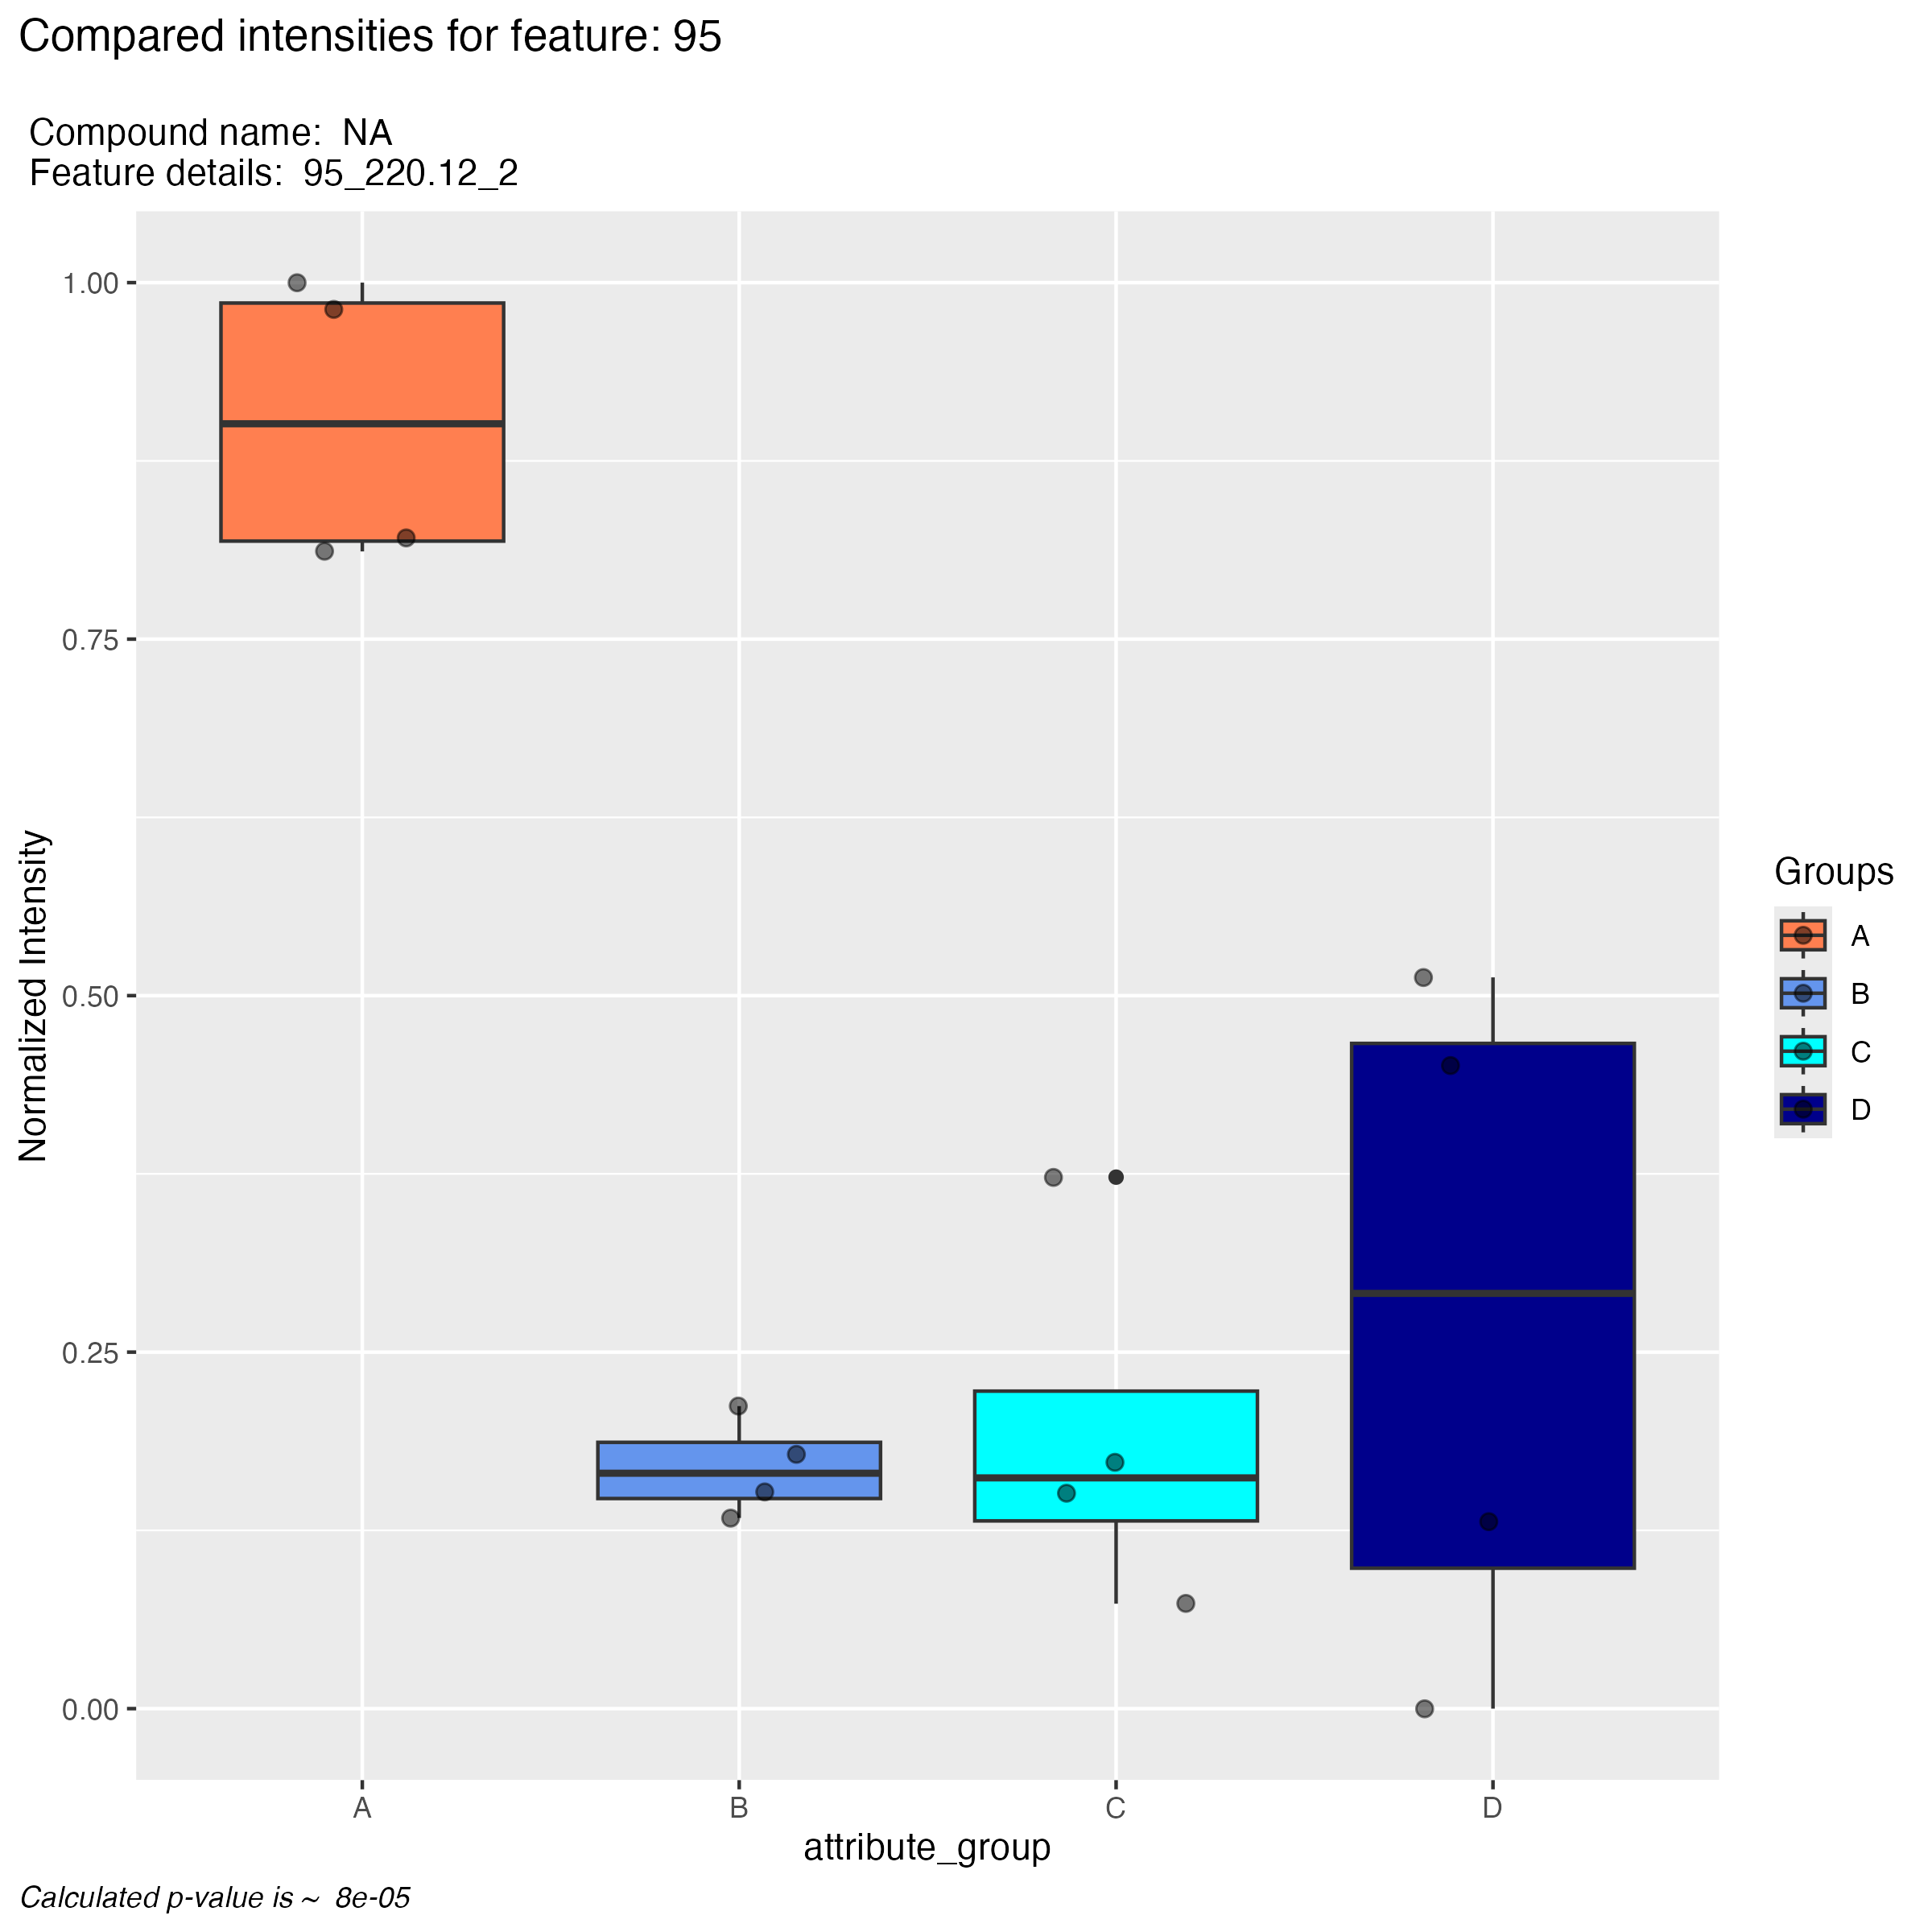 Compared intensities for feature: 95
Compound name:  NA
Feature details:  95_220.12_2
1.00
0.75
0.50
0.25
0.00
Normalized Intensity
A
B
C
D
attribute_group
Groups
A
B
C
D
Calculated p-value is ~  8e-05